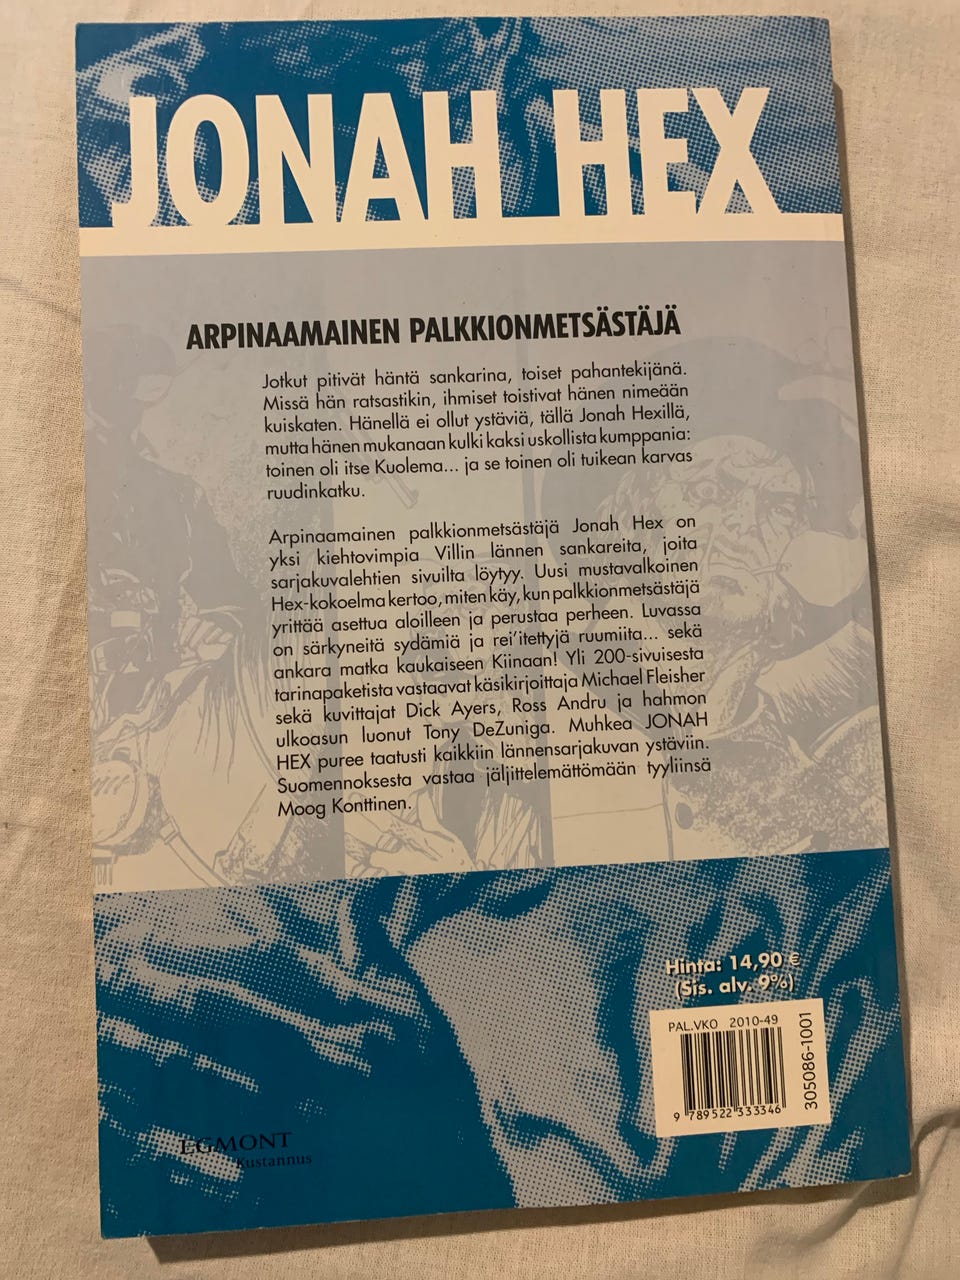 JONAH HEX
ARPINAAMAINEN PALKKIONMETSÄSTÄJÄ
Jotkut pitivät häntä sankarina, toiset pahantekijänä.
Missä hän ratsastikin, ihmiset toistivat hänen nimeään
kuiskaten. Hänellä ei ollut ystäviä, tällä Jonah Hexillä,
mutta hänen mukanaan kulki kaksi uskollista kumppania:
toinen oli itse Kuolema... ja se toinen oli tuikean karvas
ruudinkatku.
Arpinaamainen palkkionmetsästäjä Jonah Hex on
yksi kiehtovimpia Villin lännen sankareita, joita
sarjakuvalehtien sivuilta löytyy. Uusi mustavalkoinen
Hex-kokoelma kertoo, miten käy, kun palkkionmetsästäjä
yrittää asettua aloilleen ja perustaa perheen. Luvassa
on särkyneitä sydämiä ja rei'itettyjä ruumiita... sekä
ankara matka kaukaiseen Kiinaan! Yli 200-sivuisesta
tarinapaketista vastaavat käsikirjoittaja Michael Fleisher
sekä kuvittajat Dick Ayers, Ross Andru ja hahmon
ulkoasun luonut Tony DeZuniga. Muhkea JONAH
HEX puree taatusti kaikkiin lännensarjakuvan ystäviin.
Suomennoksesta vastaa jäljittelemättömään tyyliinsä
Moog Konttinen.
Hinta: 14,90 €
(Sis. alv. 9%)
PAL.VKO 2010-49
9 789522 333346
305086-1001
EGMONT
Kustannus